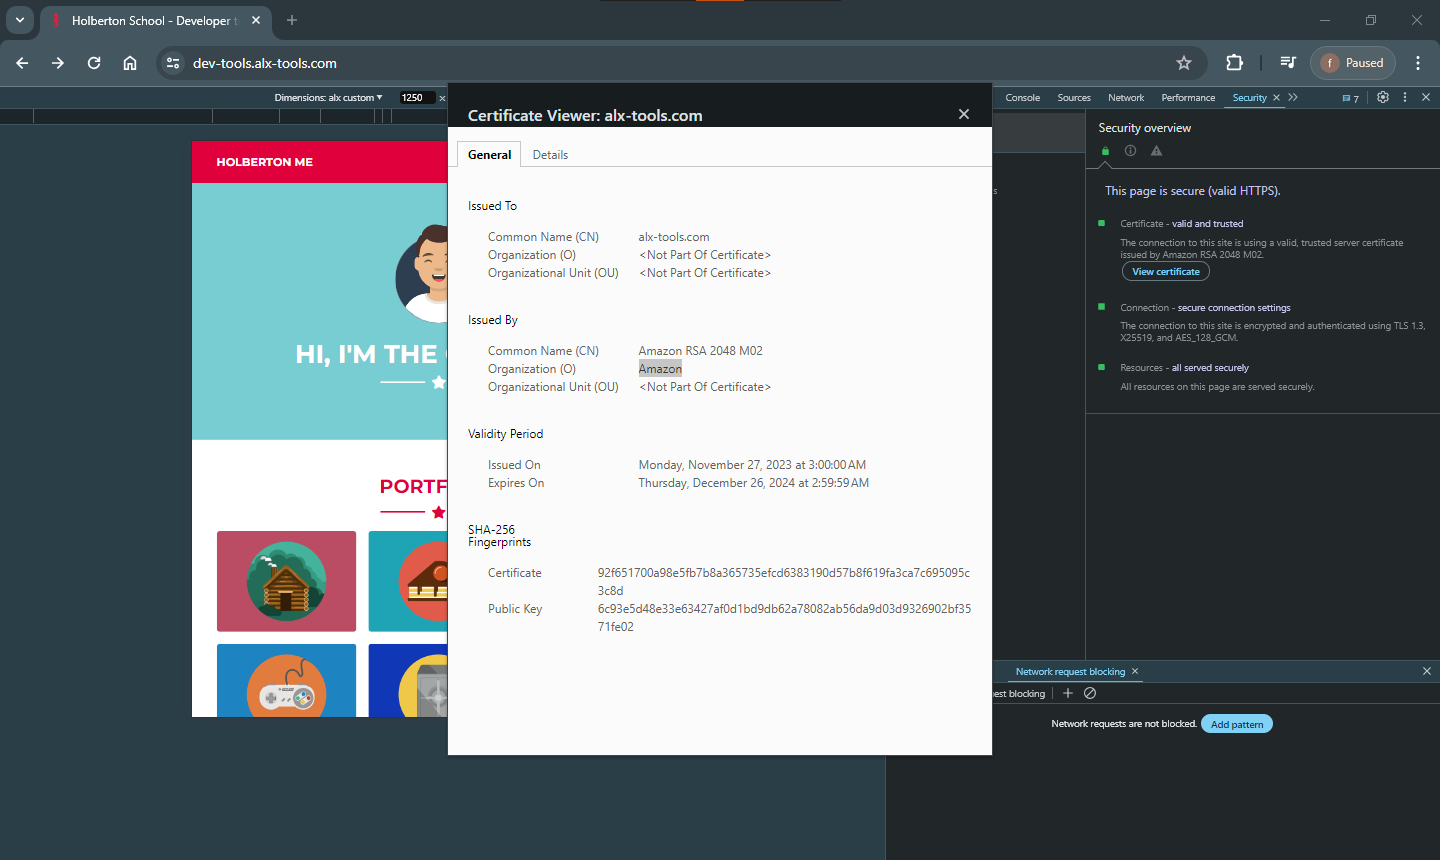 Holberton School - Developer t
dev-tools.alx-tools.com
f Paused
Dimensions: alx custom 1250 ×
Console Sources Network Performance Security 7
HOLBERTON ME
HI, I'M THE
PORTF
Certificate Viewer: alx-tools.com
General Details
Issued To
Common Name (CN) alx-tools.com
Organization (O) <Not Part Of Certificate>
Organizational Unit (OU) <Not Part Of Certificate>
Issued By
Common Name (CN) Amazon RSA 2048 M02
Organization (O) Amazon
Organizational Unit (OU) <Not Part Of Certificate>
Validity Period
Issued On Monday, November 27, 2023 at 3:00:00 AM
Expires On Thursday, December 26, 2024 at 2:59:59 AM
SHA-256
Fingerprints
Certificate 92f651700a98e5fb7b8a365735efcd6383190d57b8f619fa3ca7c695095c
3c8d
Public Key 6c93e5d48e33e63427af0d1bd9db62a78082ab56da9d03d9326902bf35
71fe02
s
Security overview
This page is secure (valid HTTPS).
Certificate - valid and trusted
The connection to this site is using a valid, trusted server certificate
issued by Amazon RSA 2048 M02.
View certificate
Connection - secure connection settings
The connection to this site is encrypted and authenticated using TLS 1.3,
X25519, and AES_128_GCM.
Resources - all served securely
All resources on this page are served securely.
Network request blocking
est blocking
Network requests are not blocked. Add pattern